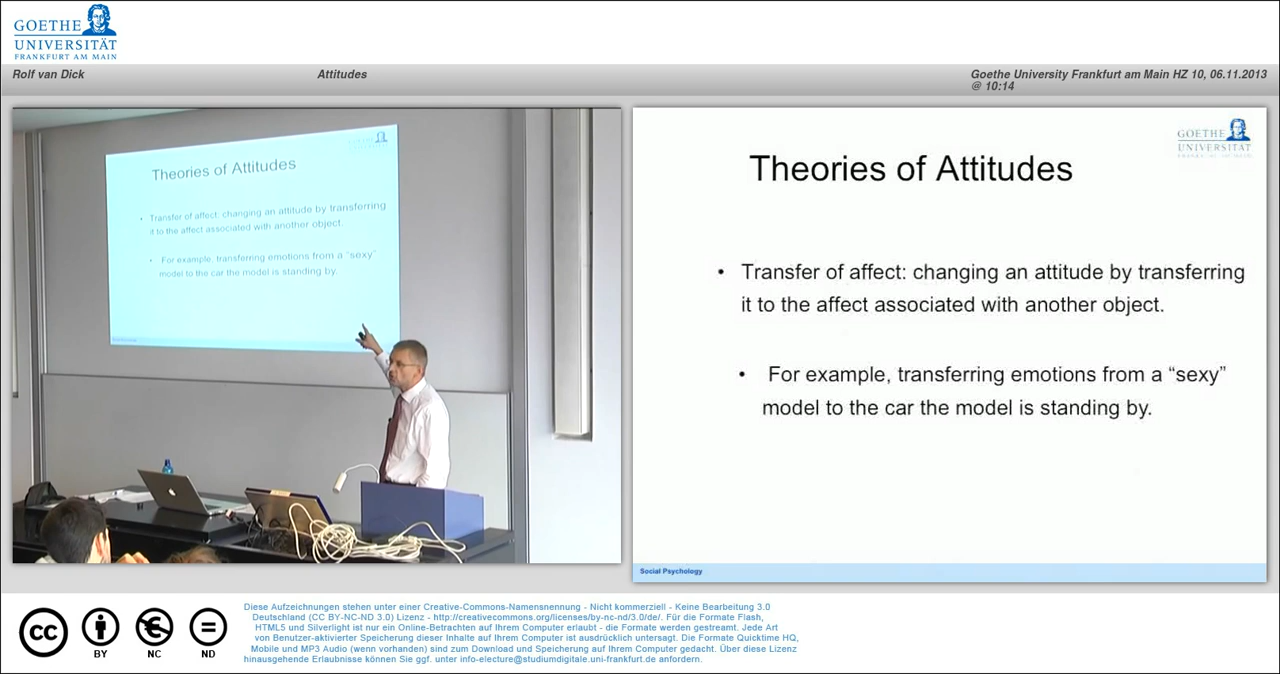 GOETHE
UNIVERSITÄT
FRANKFURT AM MAIN
Rolf van Dick
Attitudes
Goethe University Frankfurt am Main HZ 10, 06.11.2013
@ 10:14
Theories of Attitudes
• Transfer of affect: changing an attitude by transferring
it to the affect associated with another object.
• For example, transferring emotions from a “sexy”
model to the car the model is standing by.
GOETHE
UNIVERSITÄT
FRANKFURT AM MAIN
Theories of Attitudes
• Transfer of affect: changing an attitude by transferring
it to the affect associated with another object.
• For example, transferring emotions from a “sexy”
model to the car the model is standing by.
Social Psychology
cc
BY
NC
ND
Diese Aufzeichnungen stehen unter einer Creative-Commons-Namensnennung - Nicht kommerziell - Keine Bearbeitung 3.0
Deutschland (CC BY-NC-ND 3.0) Lizenz - http://creativecommons.org/licenses/by-nc-nd/3.0/de/. Für die Formate Flash,
HTML5 und Silverlight ist nur ein Online-Betrachten auf Ihrem Computer erlaubt - die Formate werden gestreamt. Jede Art
von Benutzer-aktivierter Speicherung dieser Inhalte auf Ihrem Computer ist ausdrücklich untersagt. Die Formate Quicktime HQ,
Mobile und MP3 Audio (wenn vorhanden) sind zum Download und Speicherung auf Ihrem Computer gedacht. Über diese Lizenz
hinausgehende Erlaubnisse können Sie ggf. unter info-electure@studiumdigitale.uni-frankfurt.de anfordern.